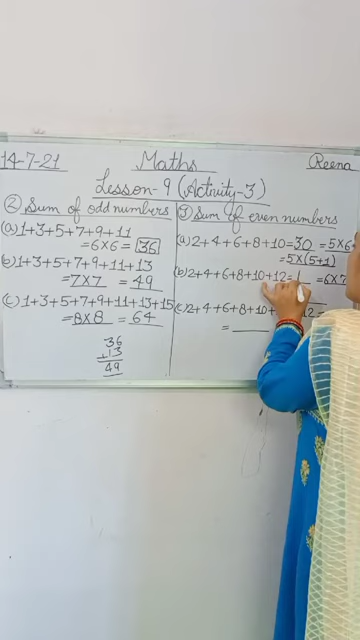 14-7-21 Maths Reena
Lesson-9 (Activity-3)
② Sum of odd numbers
(a) 1+3+5+7+9+11
= 6×6 = 36
(b) 1+3+5+7+9+11+13
= 7×7 = 49
(c) 1+3+5+7+9+11+13+15
= 8×8 = 64
36
+13
49
③ Sum of even numbers
(a) 2+4+6+8+10=30 = 5×6
= 5×(5+1)
(b) 2+4+6+8+10+12= = 6×7
(c) 2+4+6+8+10+ 12 =
=